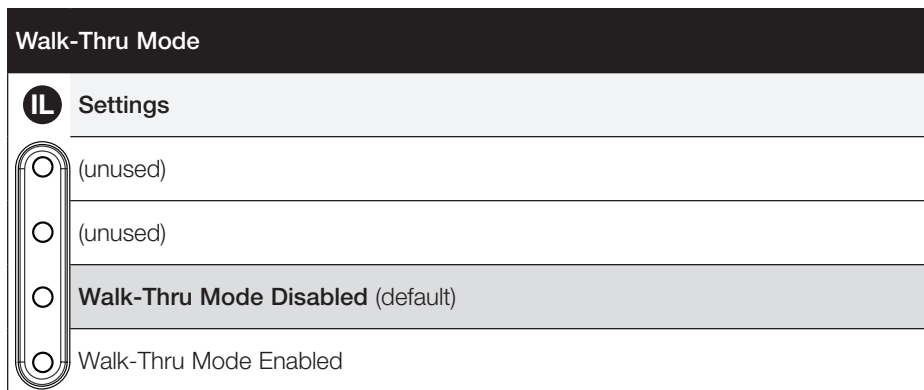 Walk-Thru Mode
IL Settings
(unused)
(unused)
Walk-Thru Mode Disabled (default)
Walk-Thru Mode Enabled